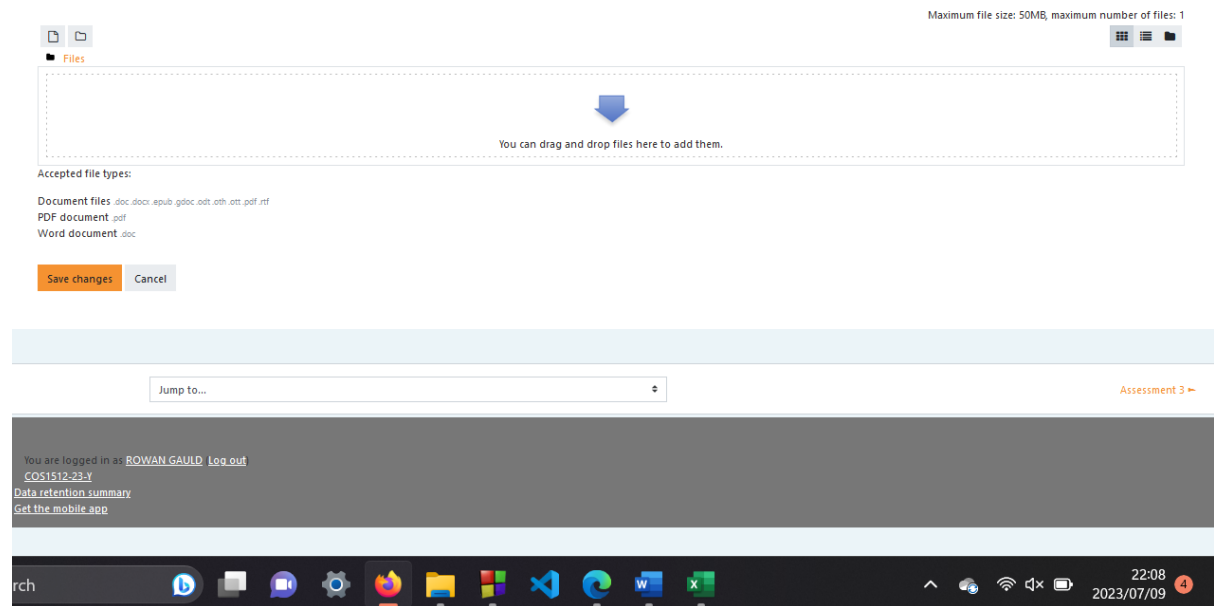 Maximum file size: 50MB, maximum number of files: 1
Files
You can drag and drop files here to add them.
Accepted file types:
Document files .doc .docx .epub .gdoc .odt .oth .ott .pdf .rtf
PDF document .pdf
Word document .doc
Save changes Cancel
Jump to...
Assessment 3 ►
You are logged in as ROWAN GAULD (Log out)
COS1512-23-Y
Data retention summary
Get the mobile app
rch
22:08
2023/07/09
4